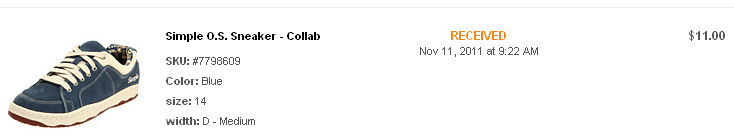 Simple O.S. Sneaker - Collab
SKU: #7798609
Color: Blue
size: 14
width: D - Medium
RECEIVED
Nov 11, 2011 at 9:22 AM
$11.00
Simple